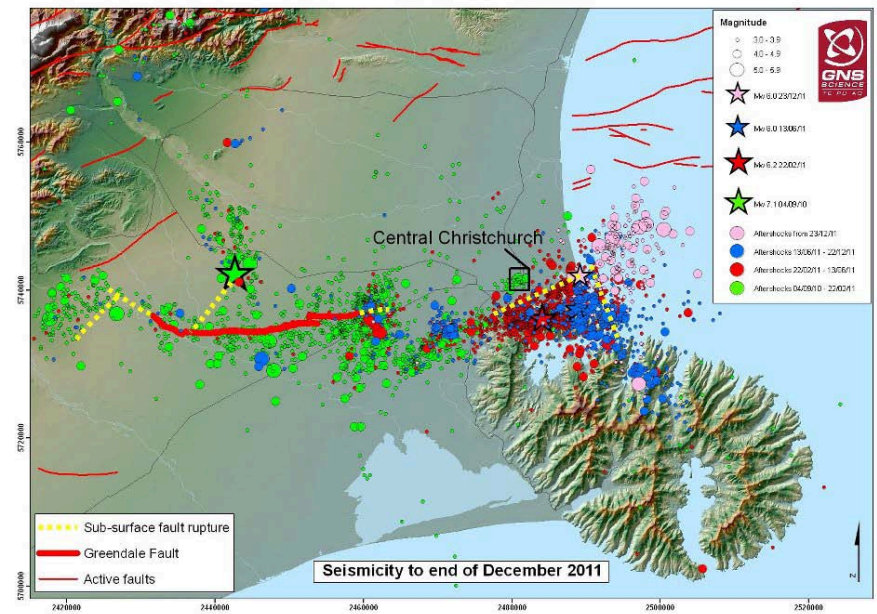 Magnitude
3.0 - 3.9
4.0 - 4.9
5.0 - 5.9
GNS
SCIENCE
TE PŪ AO
Mw 6.0 23/12/11
Mw 6.0 13/06/11
Mw 6.2 22/02/11
Mw 7.1 04/09/10
Aftershocks from 23/12/11
Aftershocks 13/06/11 - 22/12/11
Aftershocks 22/02/11 - 13/06/11
Aftershocks 04/09/10 - 22/02/11
Central Christchurch
5760000
5740000
5720000
5700000
Sub-surface fault rupture
Greendale Fault
Active faults
Seismicity to end of December 2011
2420000
2440000
2460000
2480000
2500000
2520000